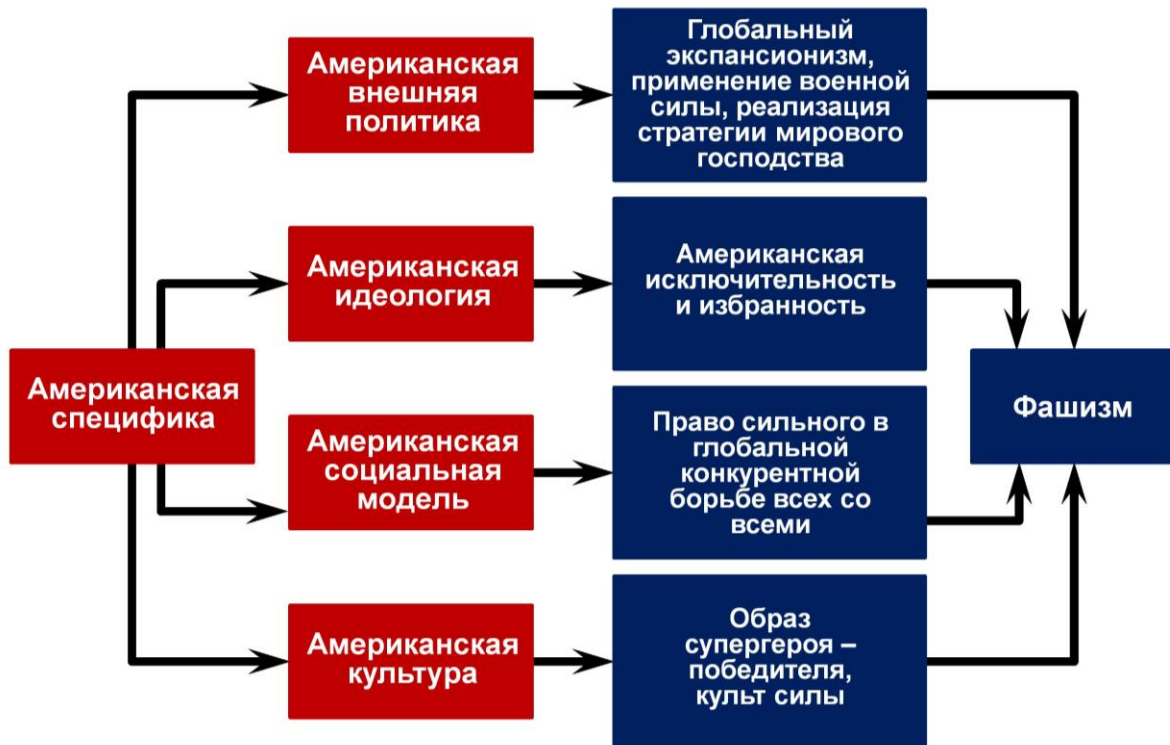 Американская
внешняя
политика
Глобальный
экспансионизм,
применение военной
силы, реализация
стратегии мирового
господства
Американская
идеология
Американская
исключительность
и избранность
Американская
специфика
Фашизм
Американская
социальная
модель
Право сильного в
глобальной
конкурентной
борьбе всех со
всеми
Американская
культура
Образ
супергероя –
победителя,
культ силы